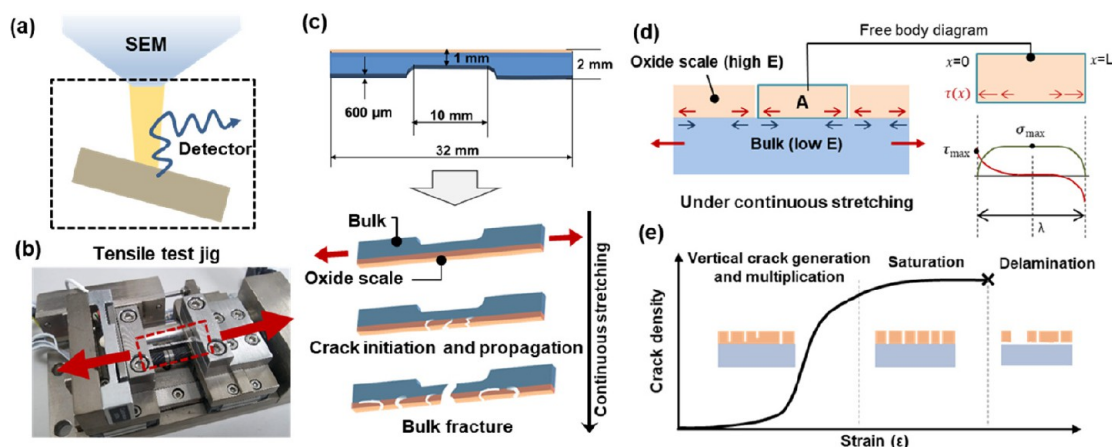 (a)
SEM
Detector
(b)
Tensile test jig
(c)
1 mm
2 mm
600 µm
10 mm
32 mm
Bulk
Oxide scale
Crack initiation and propagation
Bulk fracture
Continuous stretching
(d)
Free body diagram
Oxide scale (high E)
A
Bulk (low E)
Under continuous stretching
x=0
x=L
τ(x)
σmax
τmax
λ
(e)
Vertical crack generation
and multiplication
Saturation
Delamination
Crack density
Strain (ε)